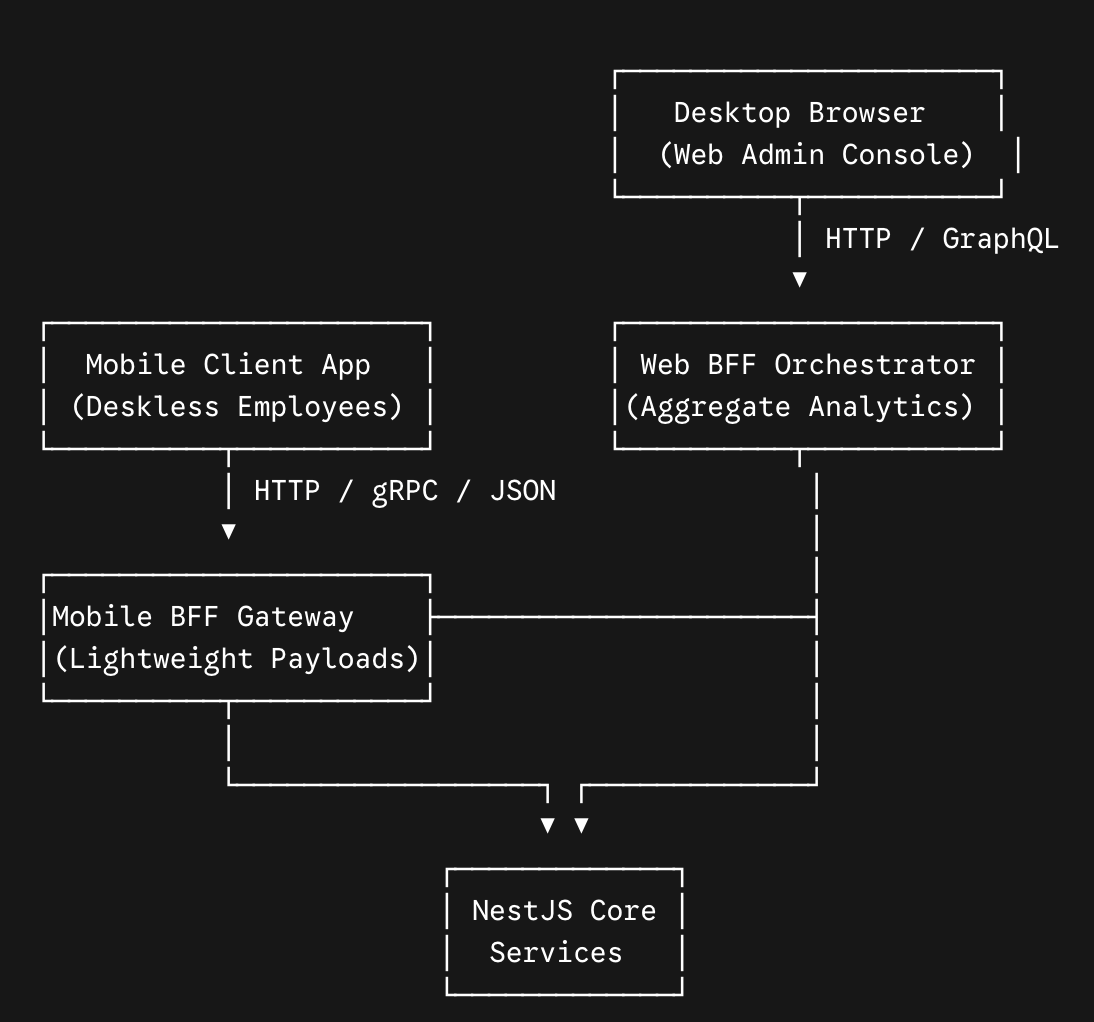 Desktop Browser
(Web Admin Console)
HTTP / GraphQL
Mobile Client App
(Deskless Employees)
Web BFF Orchestrator
(Aggregate Analytics)
HTTP / gRPC / JSON
Mobile BFF Gateway
(Lightweight Payloads)
NestJS Core
Services